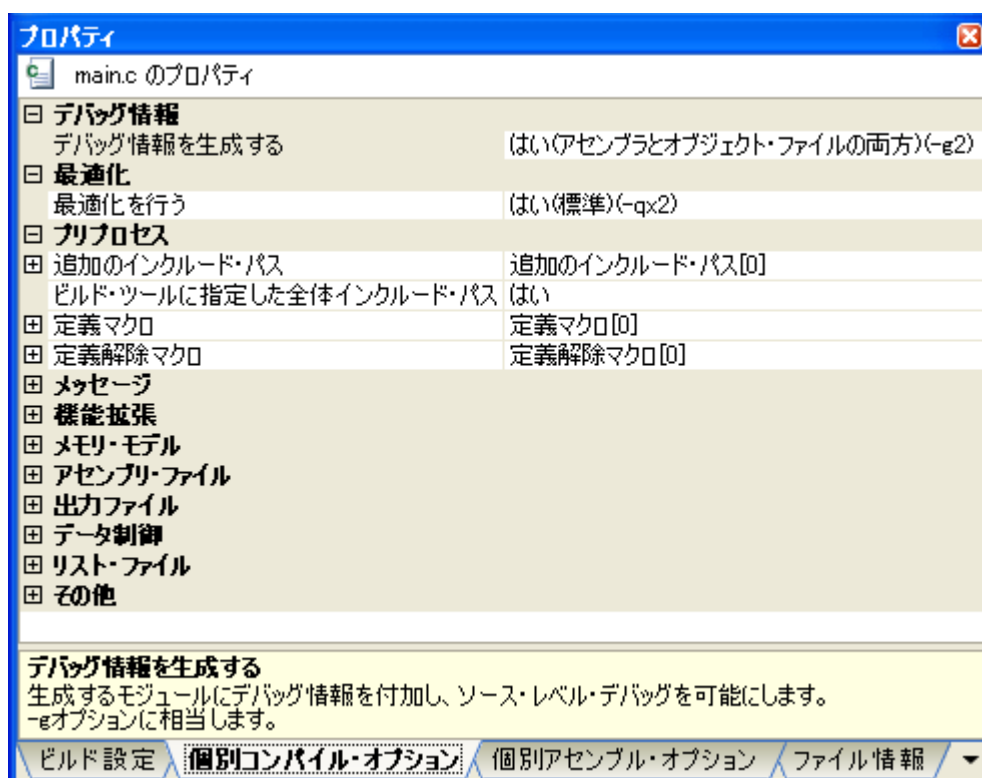 プロパティ
main.c のプロパティ
デバッグ情報
デバッグ情報を生成する はい(アセンブラとオブジェクト・ファイルの両方)(-g2)
最適化
最適化を行う はい(標準)(-qx2)
プリプロセス
追加のインクルード・パス 追加のインクルード・パス[0]
ビルド・ツールに指定した全体インクルード・パス はい
定義マクロ 定義マクロ[0]
定義解除マクロ 定義解除マクロ[0]
メッセージ
機能拡張
メモリ・モデル
アセンブリ・ファイル
出力ファイル
データ制御
リスト・ファイル
その他
デバッグ情報を生成する
生成するモジュールにデバッグ情報を付加し、ソース・レベル・デバッグを可能にします。
-gオプションに相当します。
ビルド設定 個別コンパイル・オプション 個別アセンブル・オプション ファイル情報